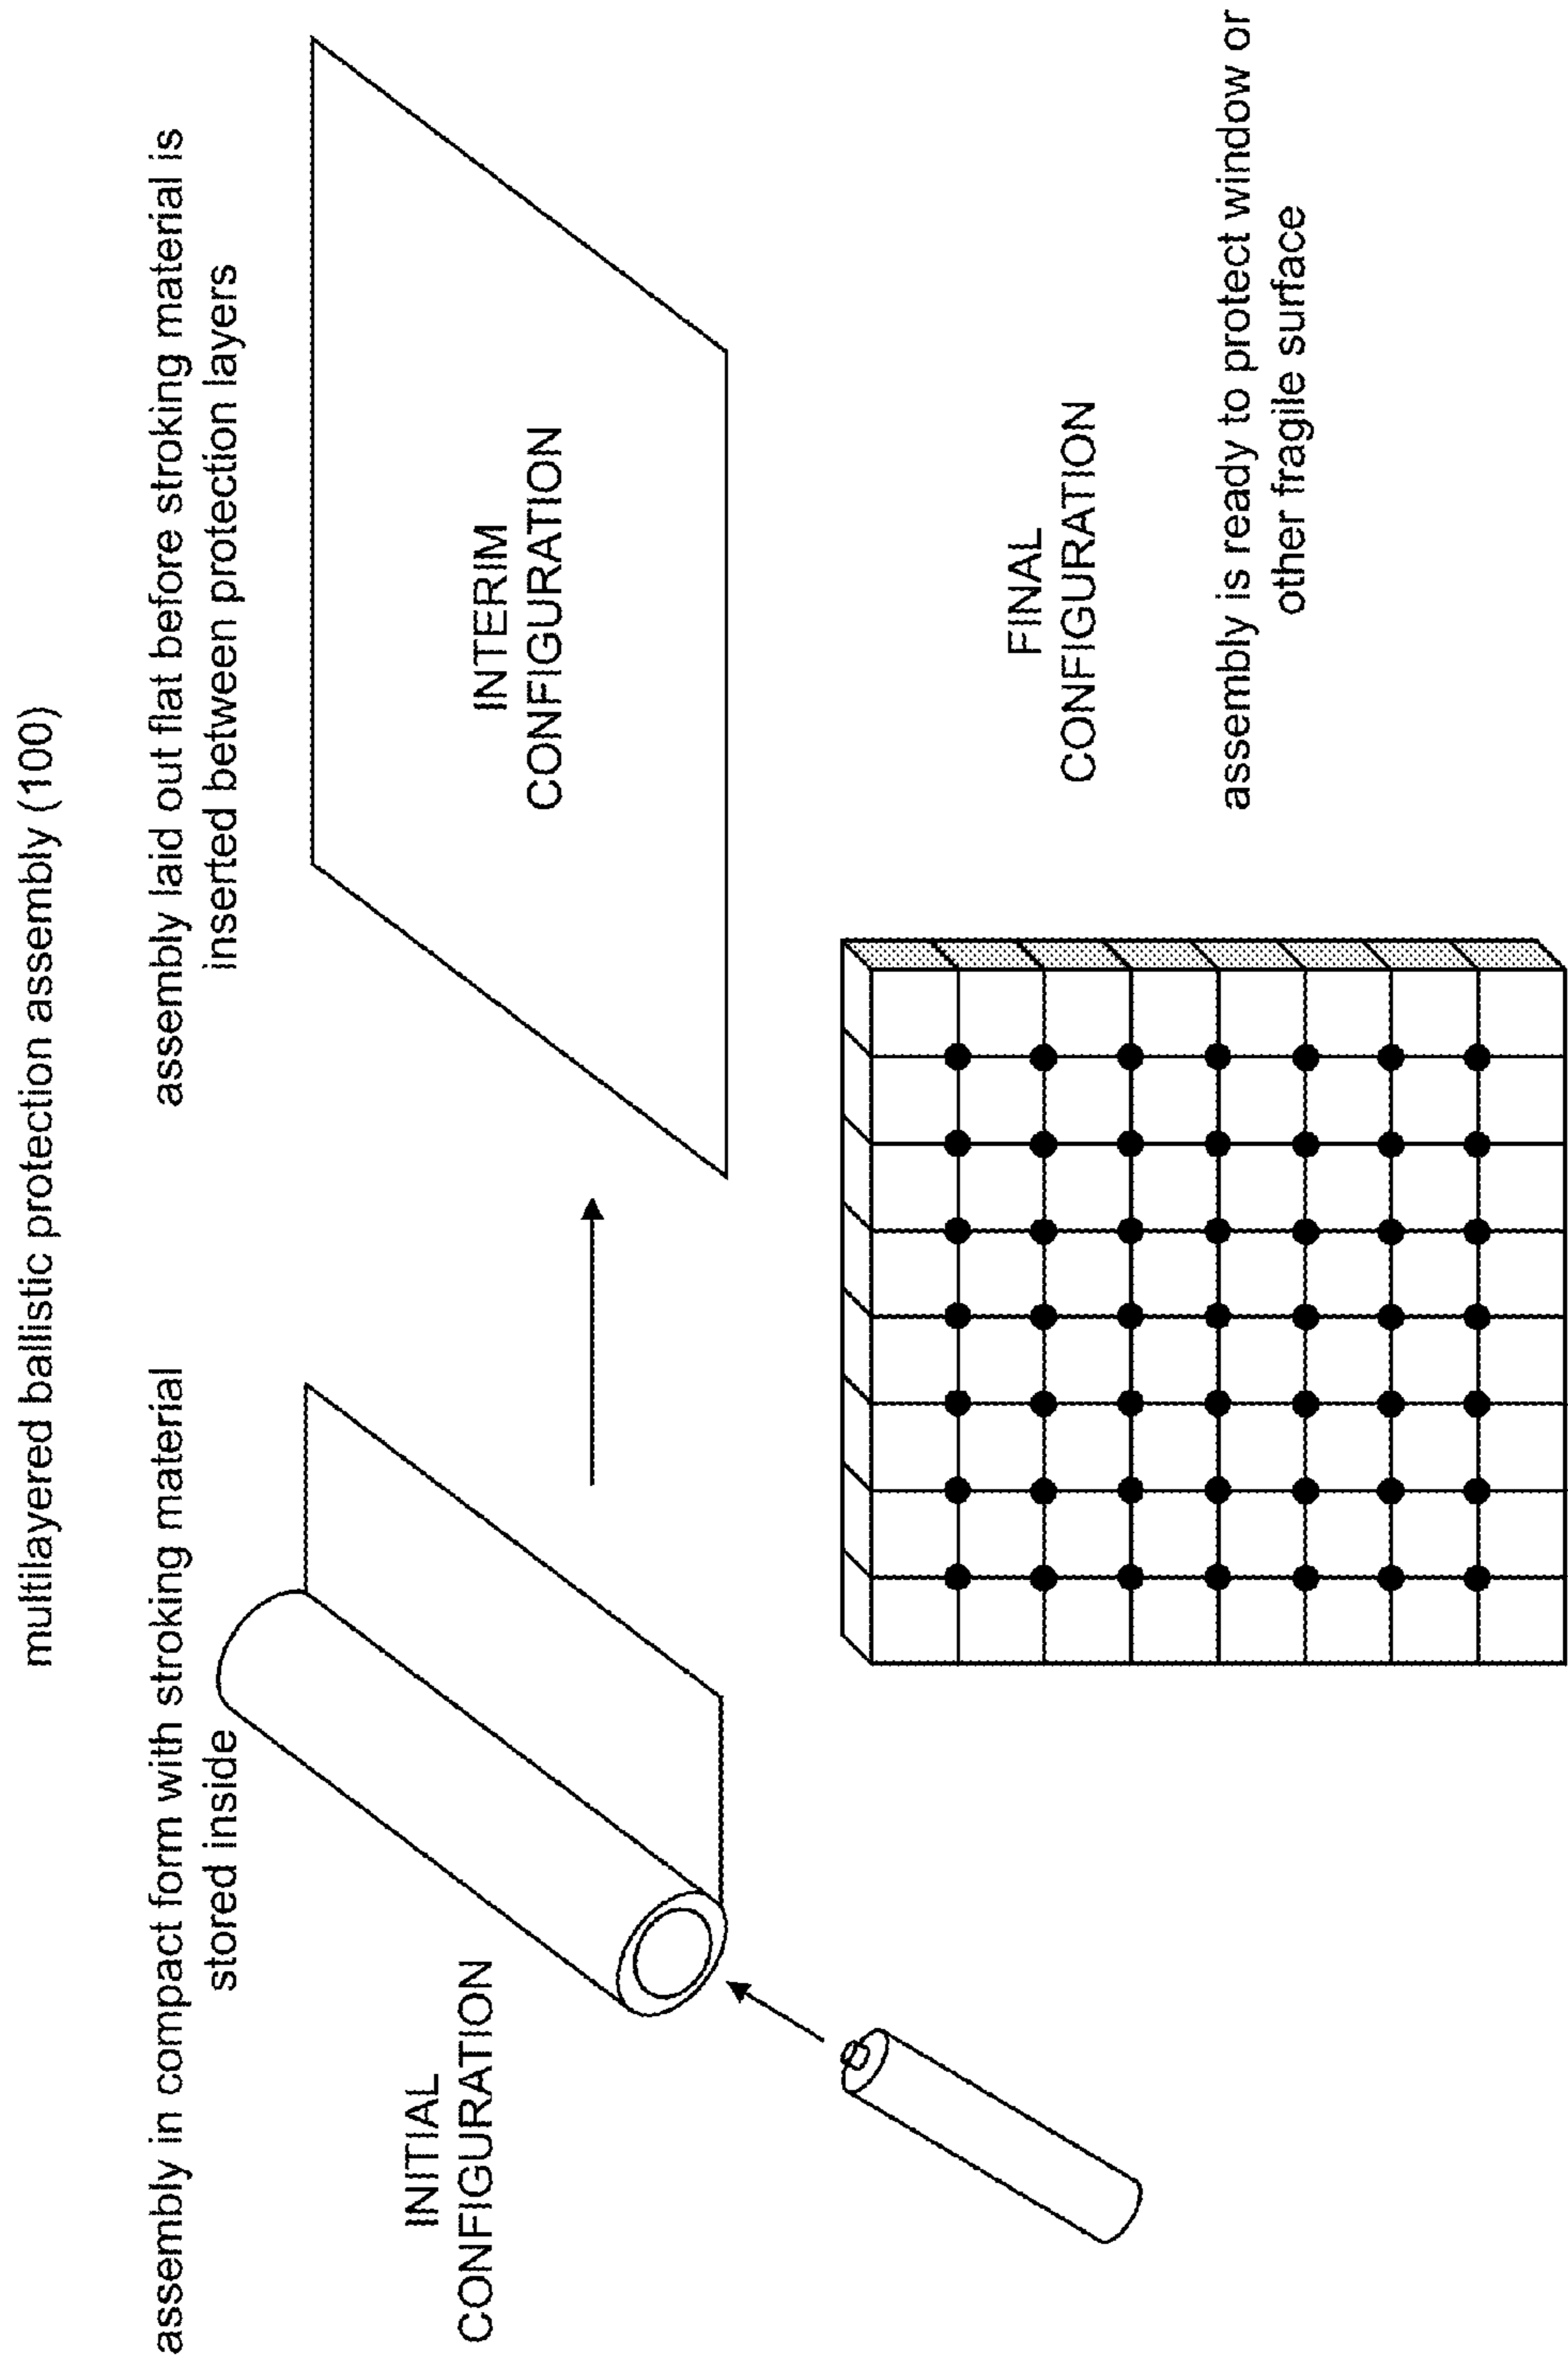 multilayered ballistic protection assembly (100)
assembly in compact form with stroking material
stored inside
INITIAL
CONFIGURATION
assembly laid out flat before stroking material is
inserted between protection layers
INTERIM
CONFIGURATION
FINAL
CONFIGURATION
assembly is ready to protect window or
other fragile surface